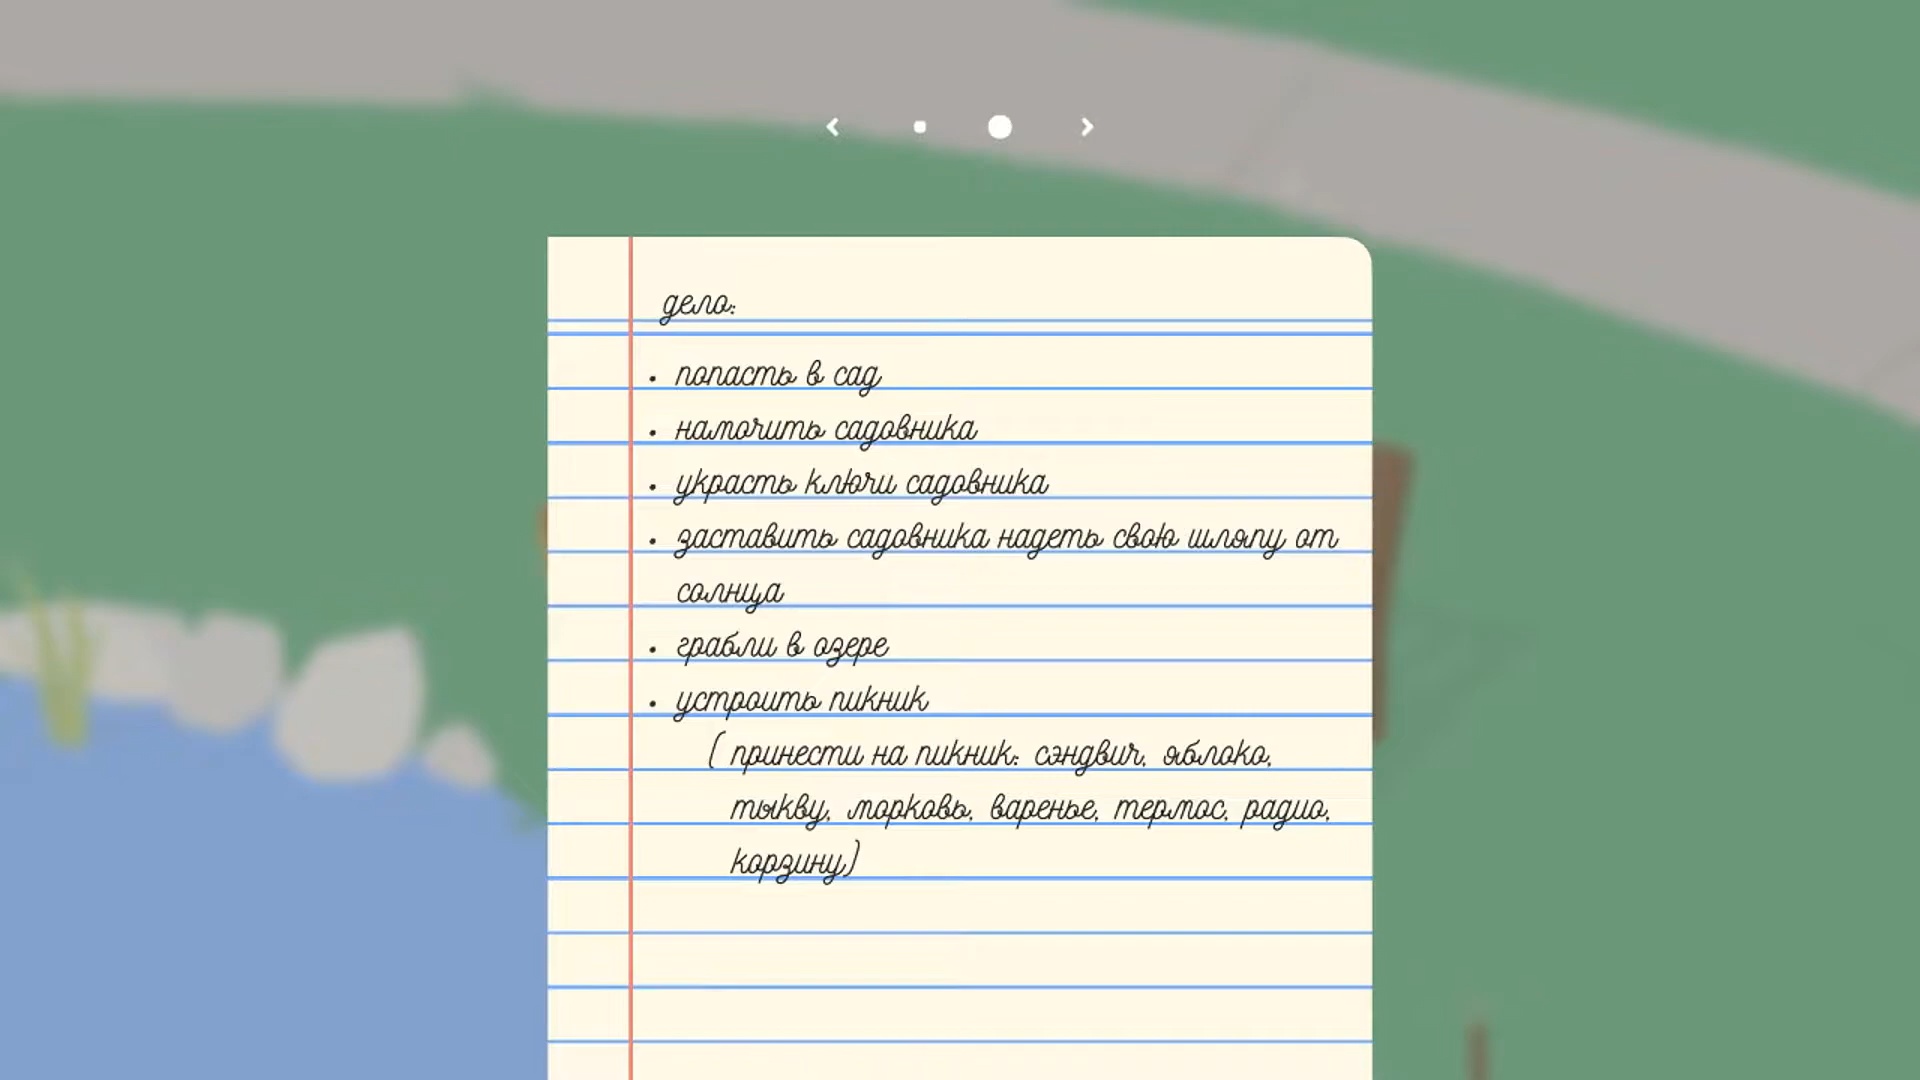 дело:
• попасть в сад
• намочить садовника
• украсть ключи садовника
• заставить садовника надеть свою шляпу от
солнца
• грабли в озере
• устроить пикник
( принести на пикник: сэндвич, яблоко,
тыкву, морковь, варенье, термос, радио,
корзину)